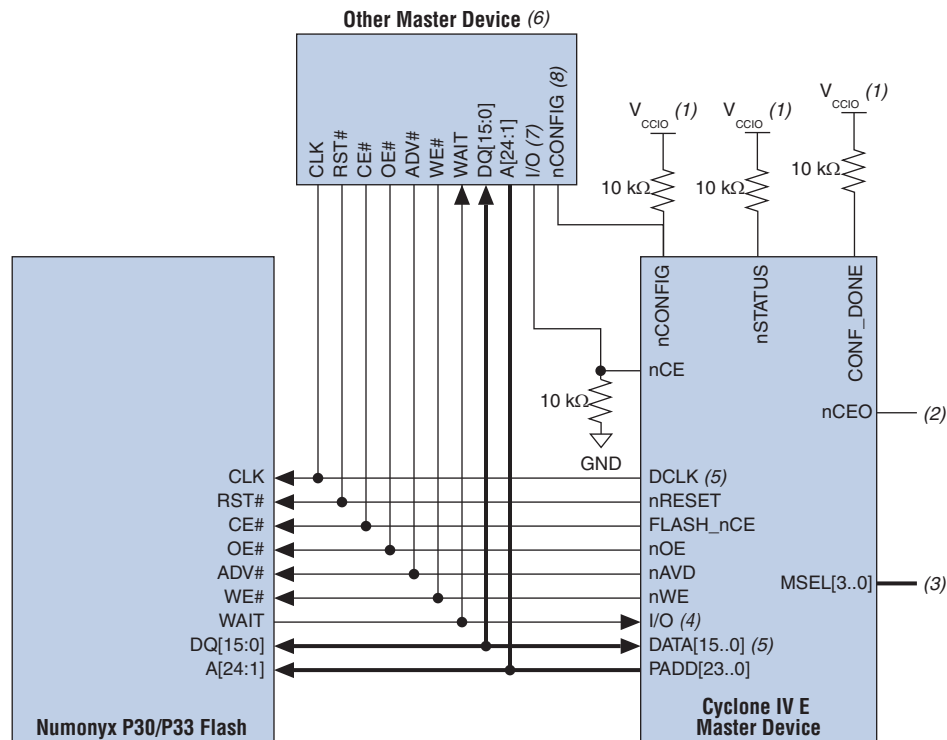 Other Master Device (6)
CLK
RST#
CE#
OE#
ADV#
WE#
WAIT
DQ[15:0]
A[24:1]
I/O (7)
nCONFIG (8)
VCCIO (1)
VCCIO (1)
VCCIO (1)
10 kΩ
10 kΩ
10 kΩ
nCONFIG
nSTATUS
CONF_DONE
nCE
10 kΩ
GND
nCEO
(2)
CLK
DCLK (5)
RST#
nRESET
CE#
FLASH_nCE
OE#
nOE
ADV#
nAVD
MSEL[3..0]
(3)
WE#
nWE
WAIT
I/O (4)
DQ[15:0]
DATA[15..0] (5)
A[24:1]
PADD[23..0]
Numonyx P30/P33 Flash
Cyclone IV E
Master Device